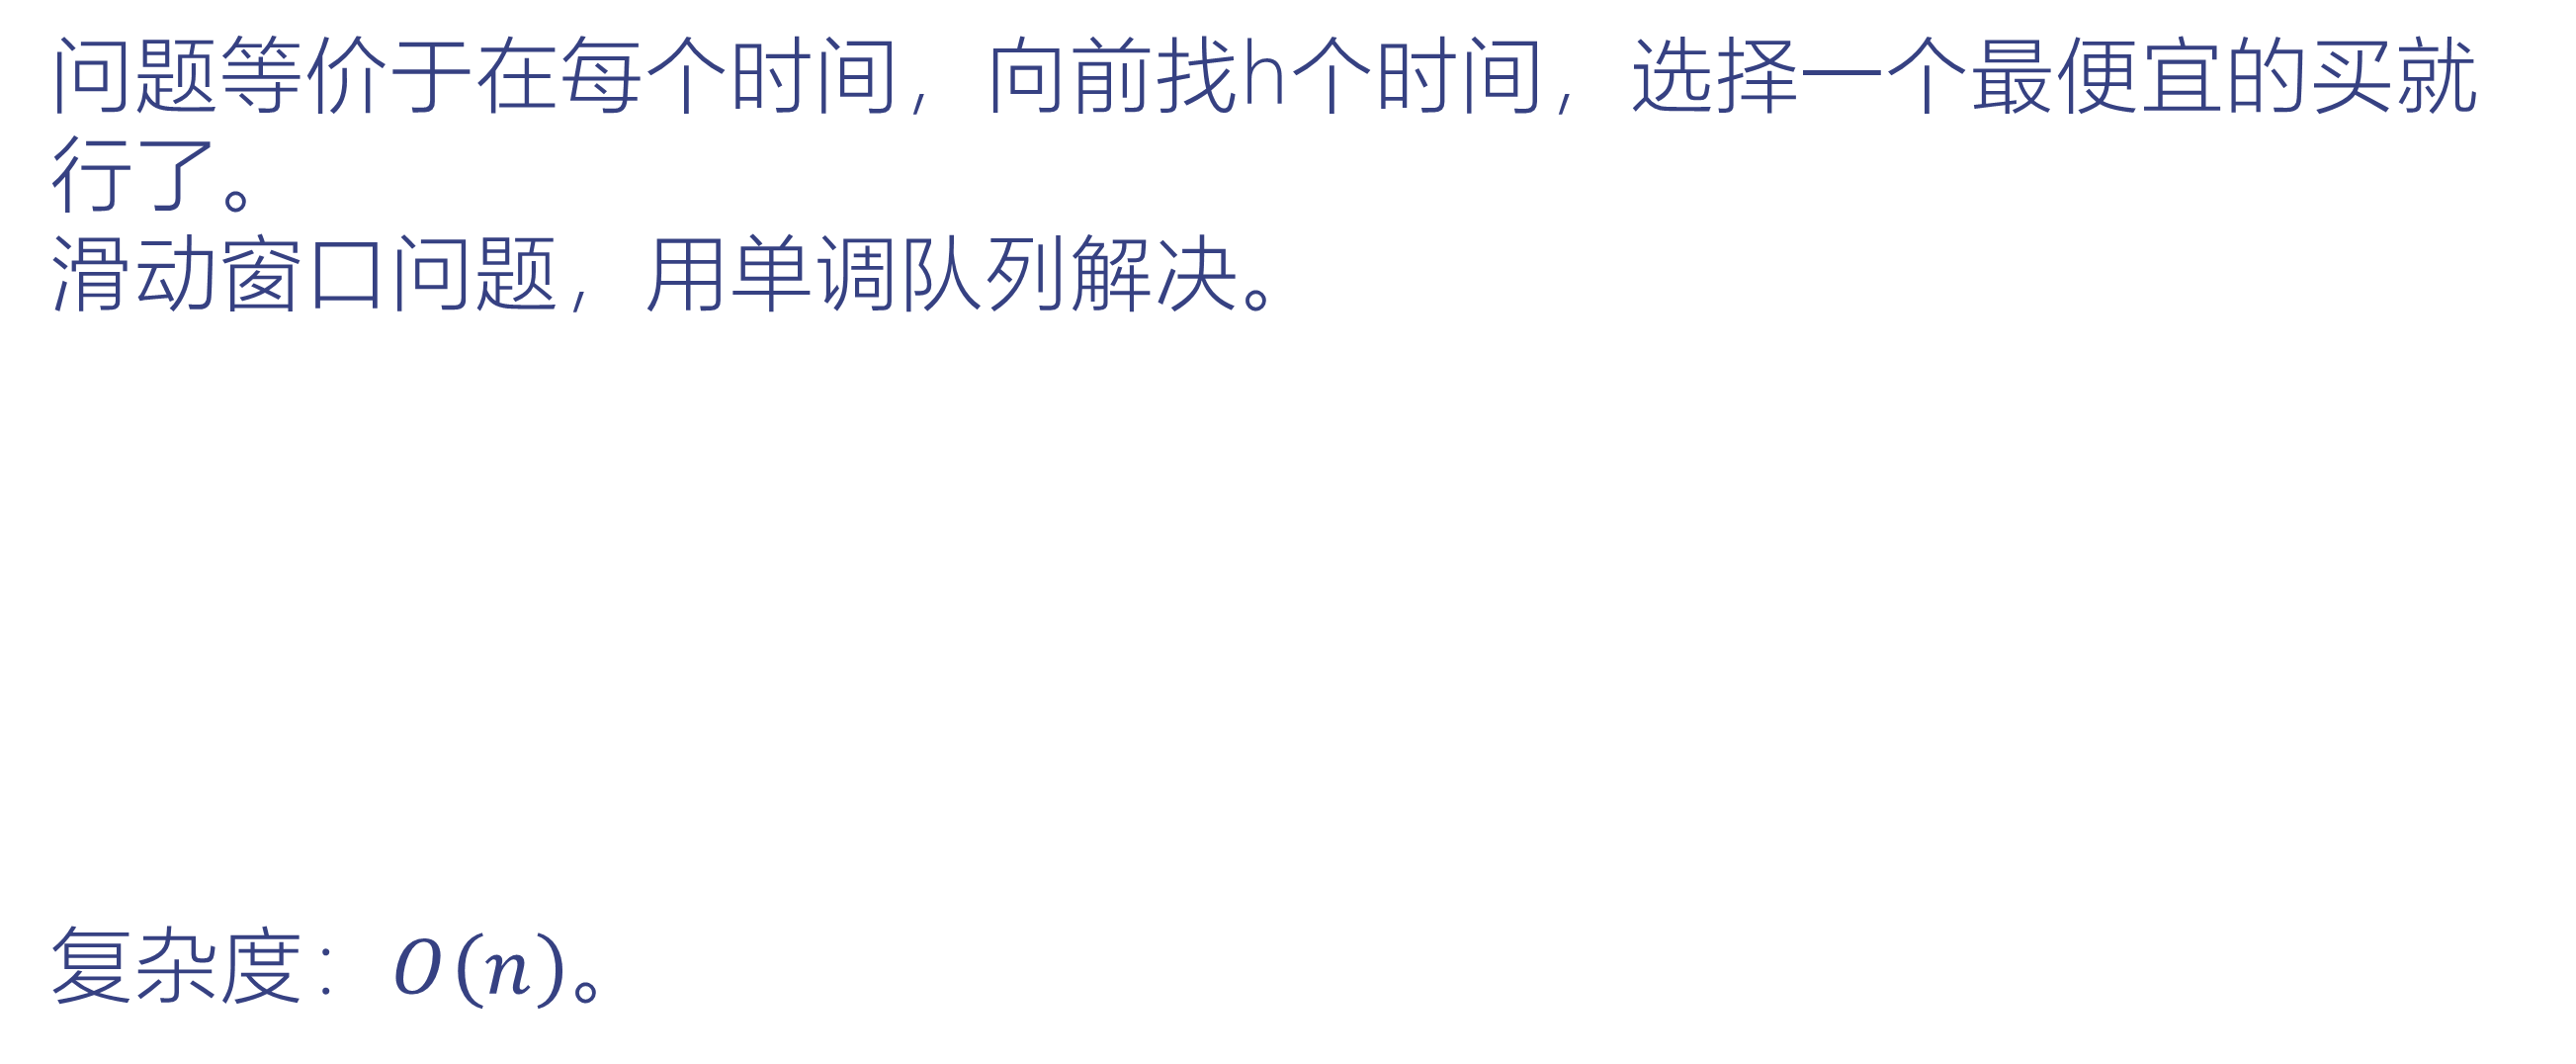 问题等价于在每个时间，向前找h个时间，选择一个最便宜的买就
行了。
滑动窗口问题，用单调队列解决。
复杂度：O(n)。